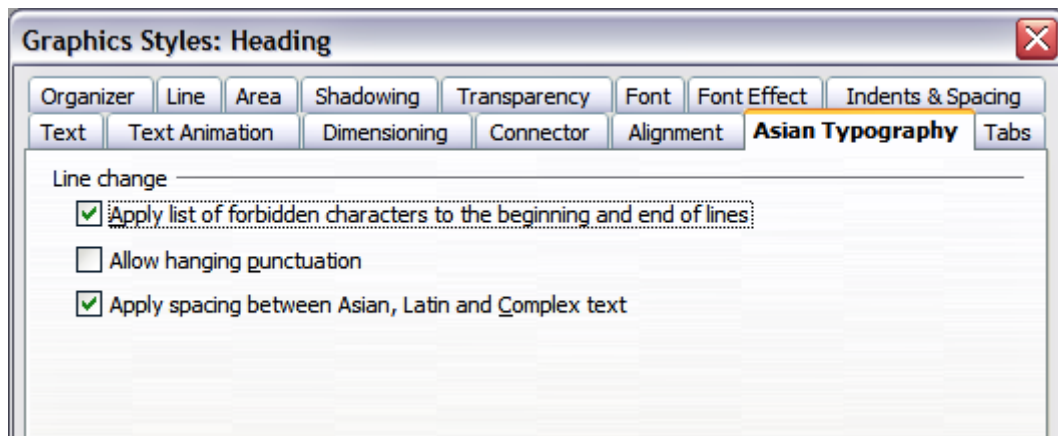 Graphics Styles: Heading
Organizer Line Area Shadowing Transparency Font Font Effect Indents & Spacing
Text Text Animation Dimensioning Connector Alignment Asian Typography Tabs
Line change
Apply list of forbidden characters to the beginning and end of lines
Allow hanging punctuation
Apply spacing between Asian, Latin and Complex text